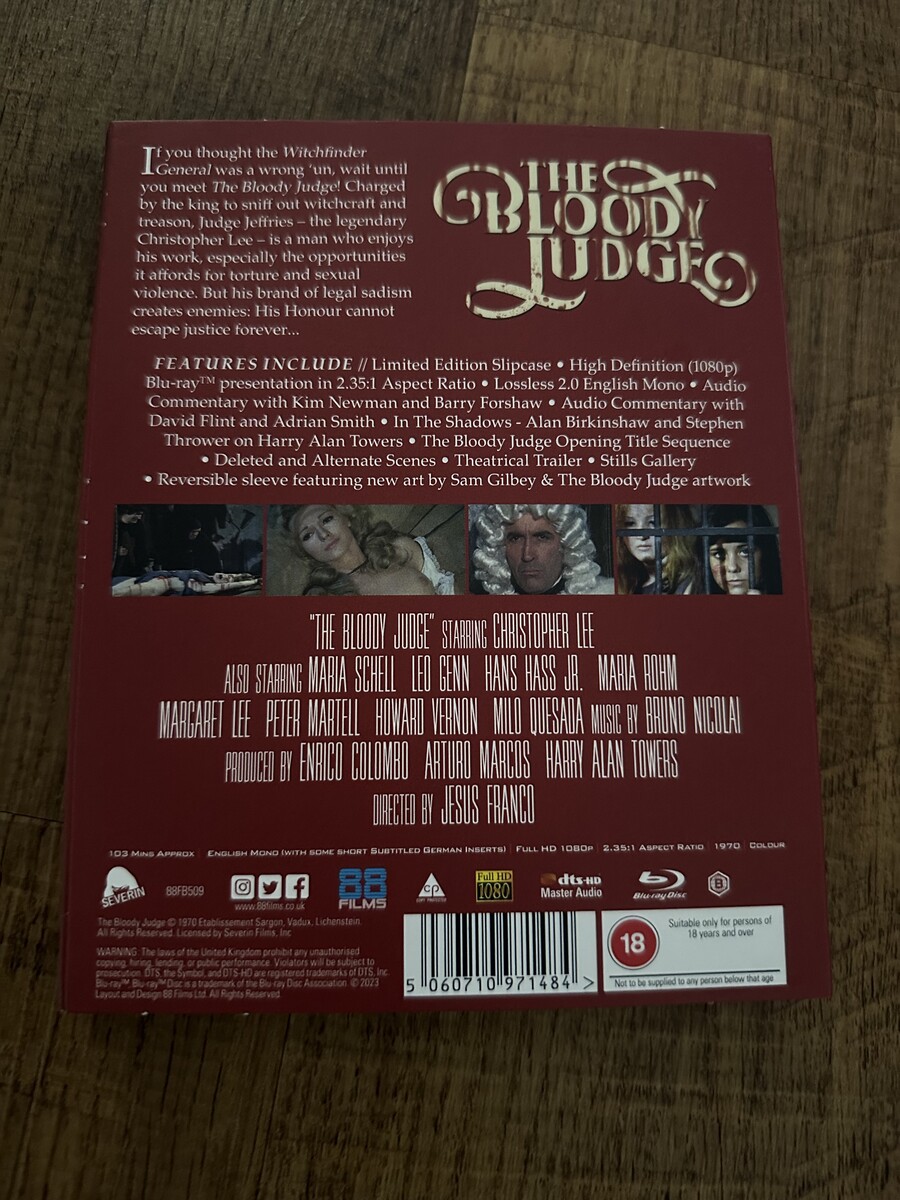 If you thought the Witchfinder
General was a wrong 'un, wait until
you meet The Bloody Judge! Charged
by the king to sniff out witchcraft and
treason, Judge Jeffries – the legendary
Christopher Lee – is a man who enjoys
his work, especially the opportunities
it affords for torture and sexual
violence. But his brand of legal sadism
creates enemies: His Honour cannot
escape justice forever...
THE
BLOODY
JUDGE
FEATURES INCLUDE // Limited Edition Slipcase • High Definition (1080p)
Blu-ray™ presentation in 2.35:1 Aspect Ratio • Lossless 2.0 English Mono • Audio
Commentary with Kim Newman and Barry Forshaw • Audio Commentary with
David Flint and Adrian Smith • In The Shadows - Alan Birkinshaw and Stephen
Thrower on Harry Alan Towers • The Bloody Judge Opening Title Sequence
• Deleted and Alternate Scenes • Theatrical Trailer • Stills Gallery
• Reversible sleeve featuring new art by Sam Gilbey & The Bloody Judge artwork
"THE BLOODY JUDGE" STARRING CHRISTOPHER LEE
ALSO STARRING MARIA SCHELL LEO GENN HANS HASS JR. MARIA ROHM
MARGARET LEE PETER MARTELL HOWARD VERNON MILO QUESADA MUSIC BY BRUNO NICOLAI
PRODUCED BY ENRICO COLOMBO ARTURO MARCOS HARRY ALAN TOWERS
DIRECTED BY JESUS FRANCO
103 Mins Approx | English Mono (with some short Subtitled German Inserts) | Full HD 1080p | 2.35:1 Aspect Ratio | 1970 | Colour
SEVERIN
88FB509
www.88films.co.uk
88
FILMS
CP
COPY PROTECTED
Full HD
1080
dts-HD
Master Audio
Blu-ray Disc
B
The Bloody Judge © 1970 Etablissement Sargon, Vadux, Lichenstein.
All Rights Reserved. Licensed by Severin Films, Inc
WARNING: The laws of the United Kingdom prohibit any unauthorised
copying, hiring, lending, or public performance. Violators will be subject to
prosecution. DTS, the Symbol, and DTS-HD are registered trademarks of DTS, Inc.
Blu-ray™, Blu-ray™ Disc is a trademark of the Blu-ray Disc Association. © 2023
Layout and Design 88 Films Ltd. All Rights Reserved.
5 060710 971484 >
18
Suitable only for persons of
18 years and over
Not to be supplied to any person below that age